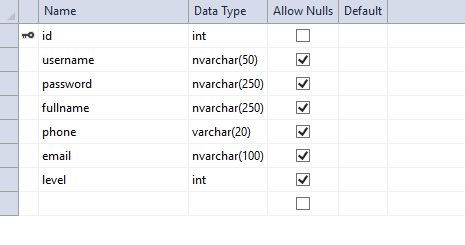 Name Data Type Allow Nulls Default
id int
username nvarchar(50)
password nvarchar(250)
fullname nvarchar(250)
phone varchar(20)
email nvarchar(100)
level int